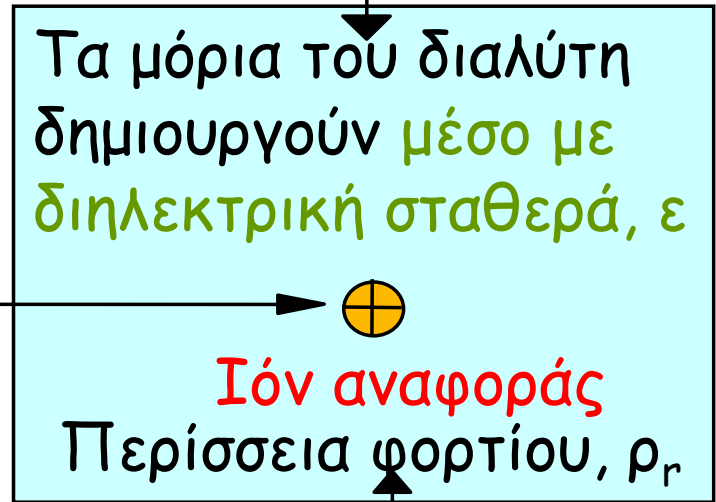 Τα μόρια του διαλύτη
δημιουργούν μέσο με
διηλεκτρική σταθερά, ε
Ιόν αναφοράς
Περίσσεια φορτίου, ρr